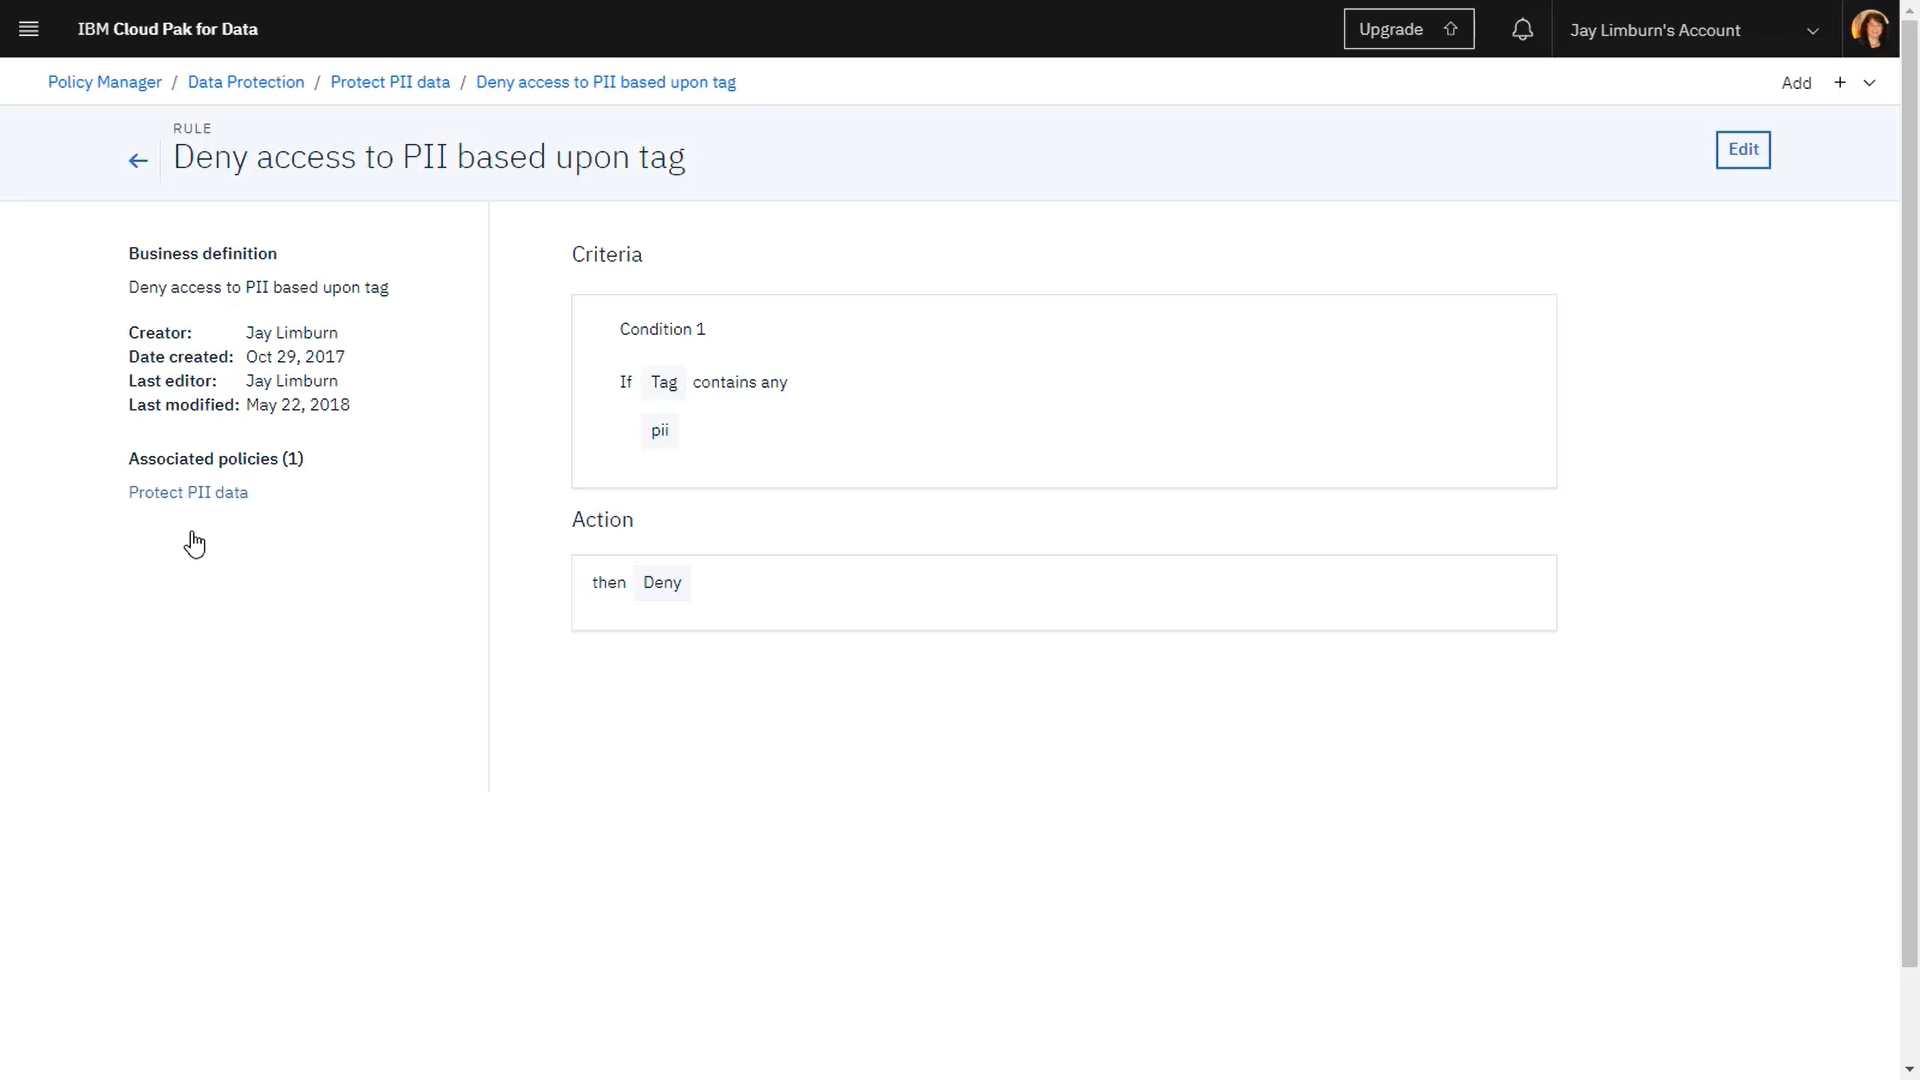 IBM Cloud Pak for Data
Upgrade
Jay Limburn's Account
Policy Manager / Data Protection / Protect PII data / Deny access to PII based upon tag
Add +
RULE
Deny access to PII based upon tag
Edit
Business definition
Deny access to PII based upon tag
Creator: Jay Limburn
Date created: Oct 29, 2017
Last editor: Jay Limburn
Last modified: May 22, 2018
Associated policies (1)
Protect PII data
Criteria
Condition 1
If Tag contains any
pii
Action
then Deny